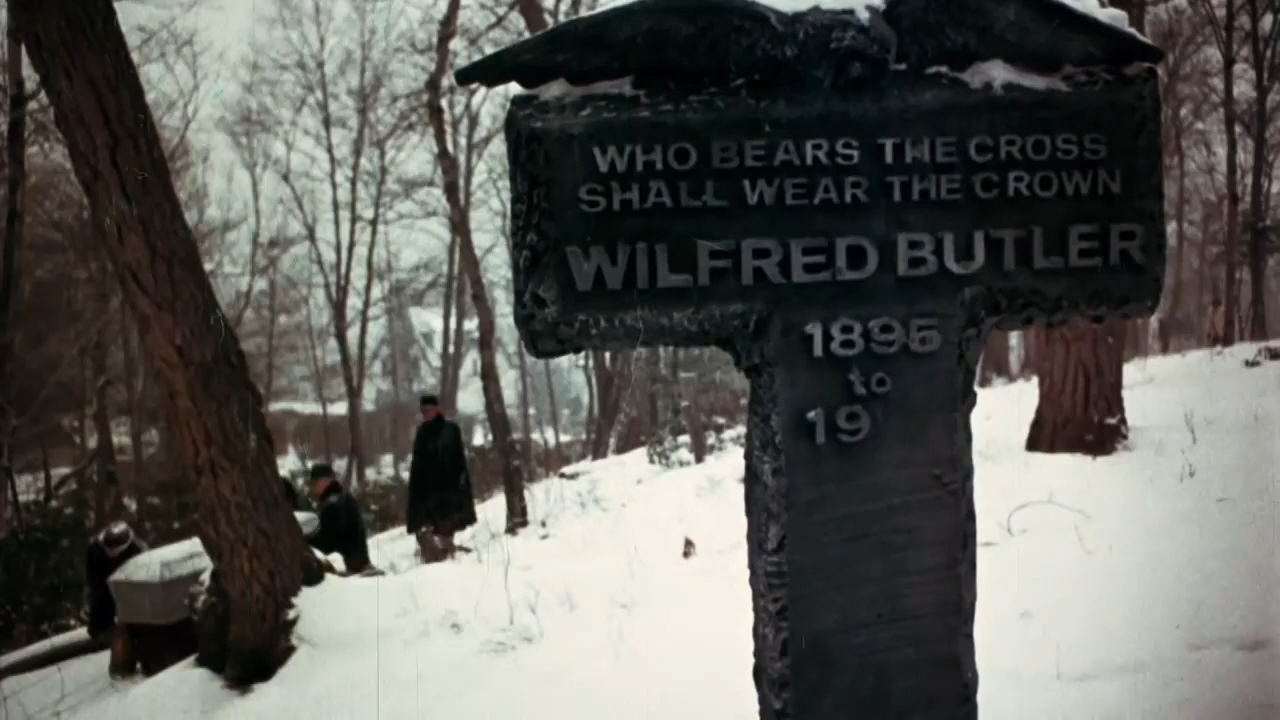 WHO BEARS THE CROSS
SHALL WEAR THE CROWN
WILFRED BUTLER
1895
to
19